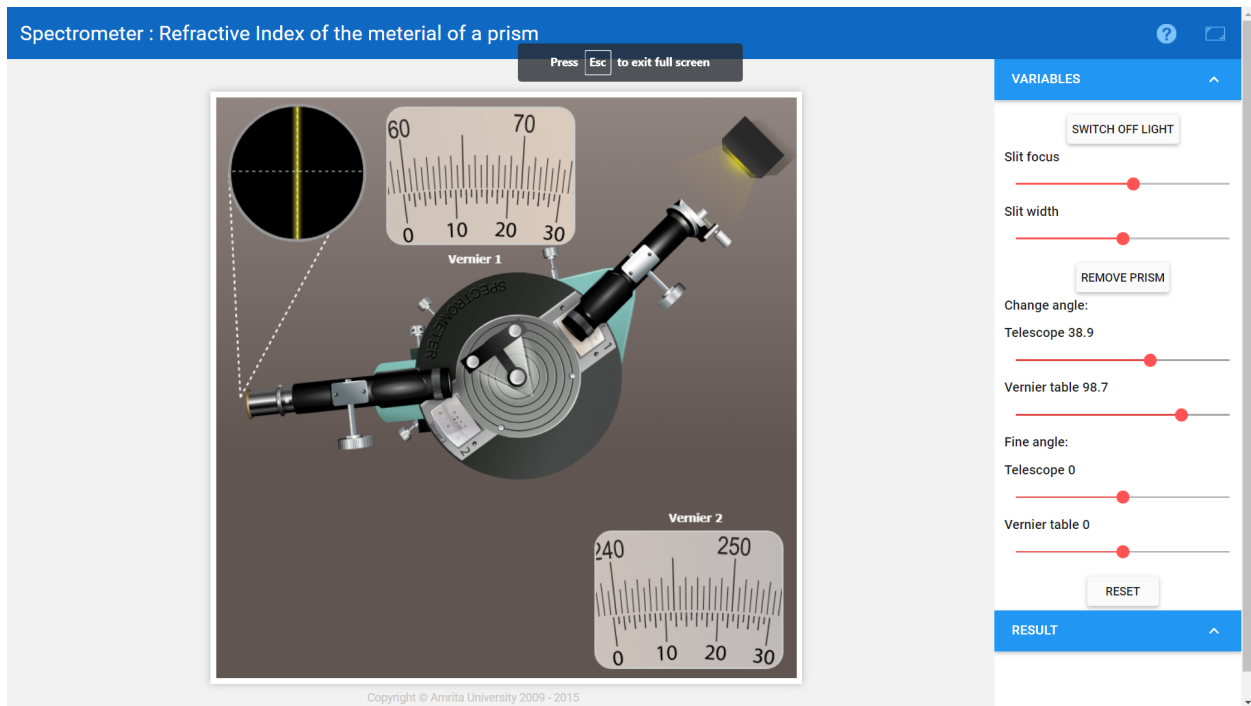 Spectrometer : Refractive Index of the meterial of a prism
?
Press Esc to exit full screen
VARIABLES
SWITCH OFF LIGHT
Slit focus
Slit width
REMOVE PRISM
Change angle:
Telescope 38.9
Vernier table 98.7
Fine angle:
Telescope 0
Vernier table 0
RESET
RESULT
60 70
0 10 20 30
Vernier 1
SPECTROMETER
1
2
Vernier 2
240 250
0 10 20 30
Copyright © Amrita University 2009 - 2015